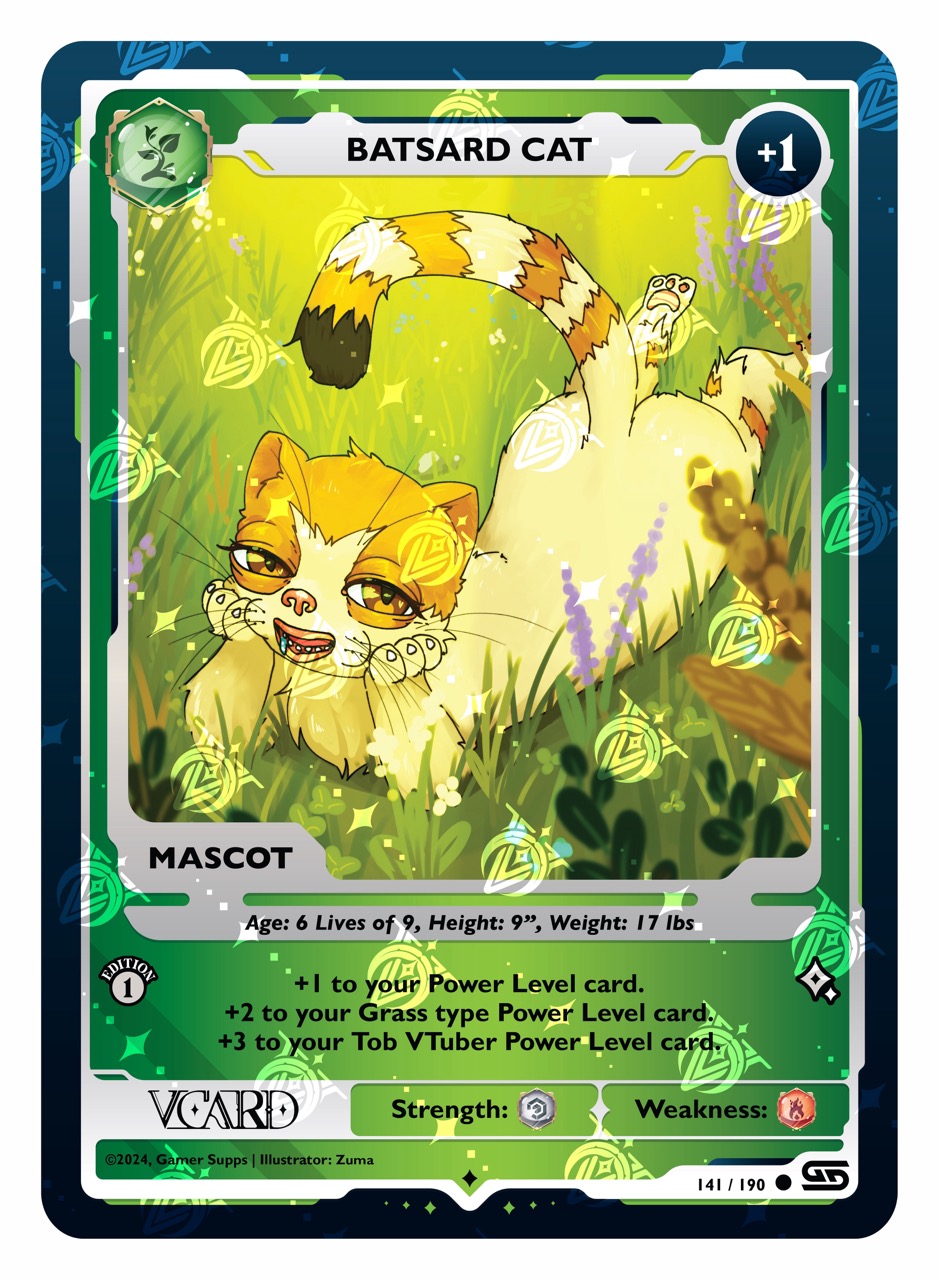 BATSARD CAT
+1
MASCOT
Age: 6 Lives of 9, Height: 9”, Weight: 17 lbs
EDITION
1
+1 to your Power Level card.
+2 to your Grass type Power Level card.
+3 to your Tob VTuber Power Level card.
VCARD
Strength:
Weakness:
©2024, Gamer Supps | Illustrator: Zuma
141 / 190
GS